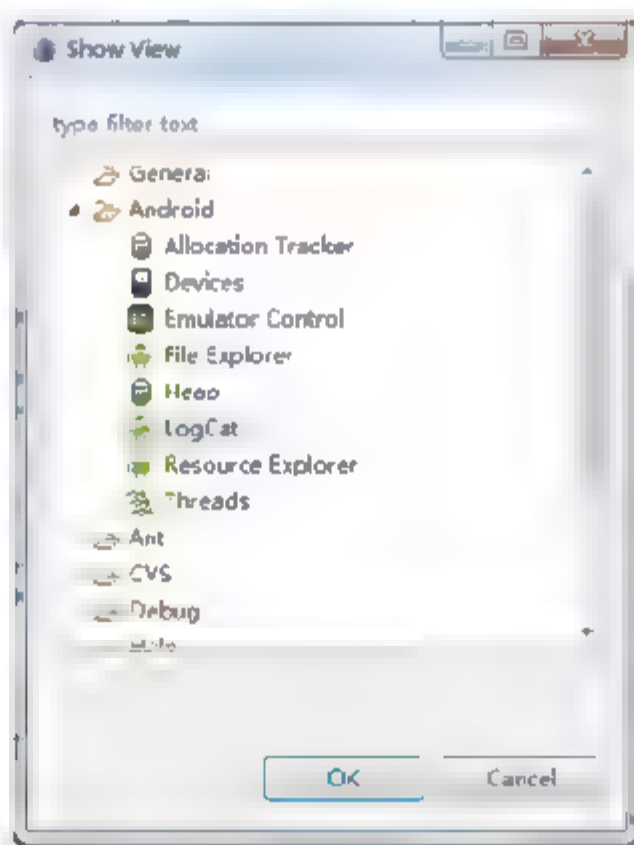 Show View
type filter text
General
Android
Allocation Tracker
Devices
Emulator Control
File Explorer
Heap
LogCat
Resource Explorer
Threads
Ant
CVS
Debug
OK
Cancel